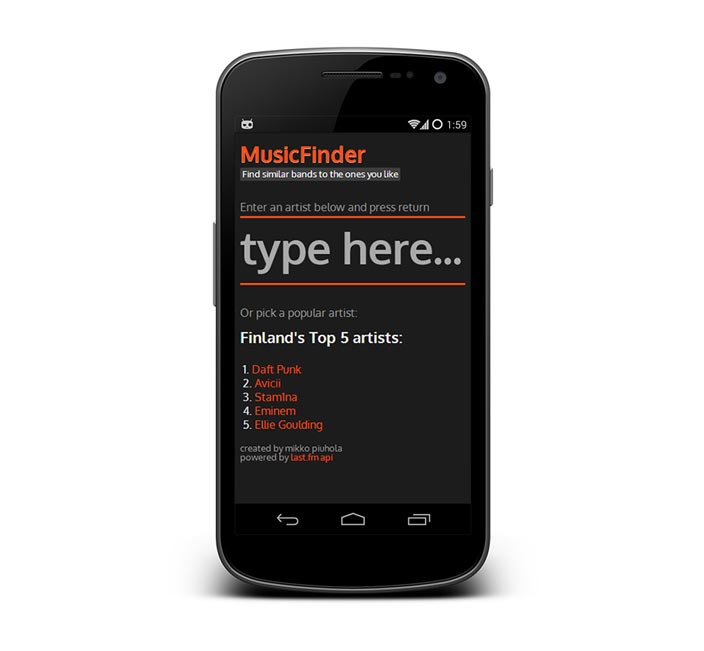 1:59
MusicFinder
Find similar bands to the ones you like
Enter an artist below and press return
type here...
Or pick a popular artist:
Finland's Top 5 artists:
1. Daft Punk
2. Avicii
3. Stam1na
4. Eminem
5. Ellie Goulding
created by mikko piuhola
powered by last.fm api